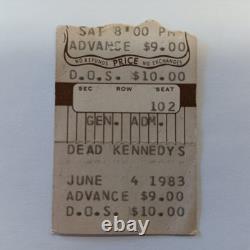 SAT 8:00 PM
ADVANCE $9.00
NO REFUNDS PRICE NO EXCHANGES
D.O.S. $10.00
SEC ROW SEAT
102
GEN. ADM.
DEAD KENNEDYS
JUNE 4 1983
ADVANCE $9.00
D.O.S. $10.00